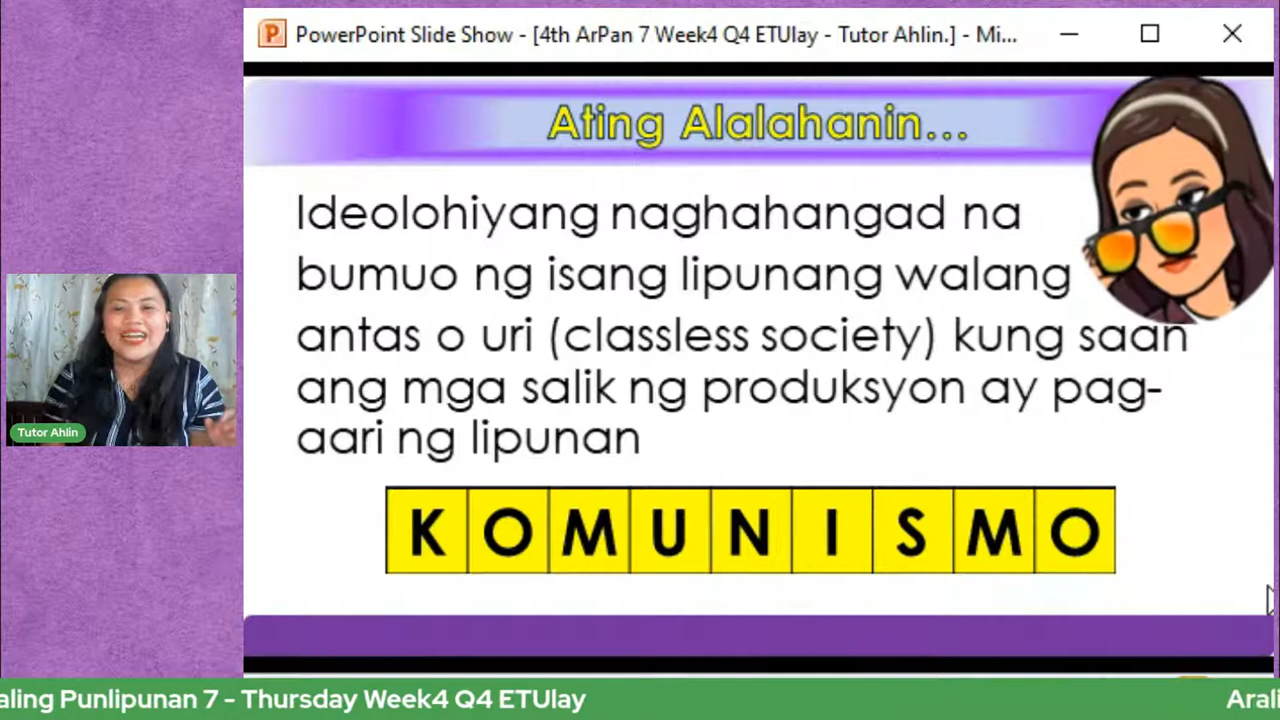 PowerPoint Slide Show - [4th ArPan 7 Week4 Q4 ETUlay - Tutor Ahlin.] - Mi...
Ating Alalahanin...
Ideolohiyang naghahangad na
bumuo ng isang lipunang walang
antas o uri (classless society) kung saan
ang mga salik ng produksyon ay pag-
aari ng lipunan
KOMUNISMO
Tutor Ahlin
aling Punlipunan 7 - Thursday Week4 Q4 ETUlay
Arali